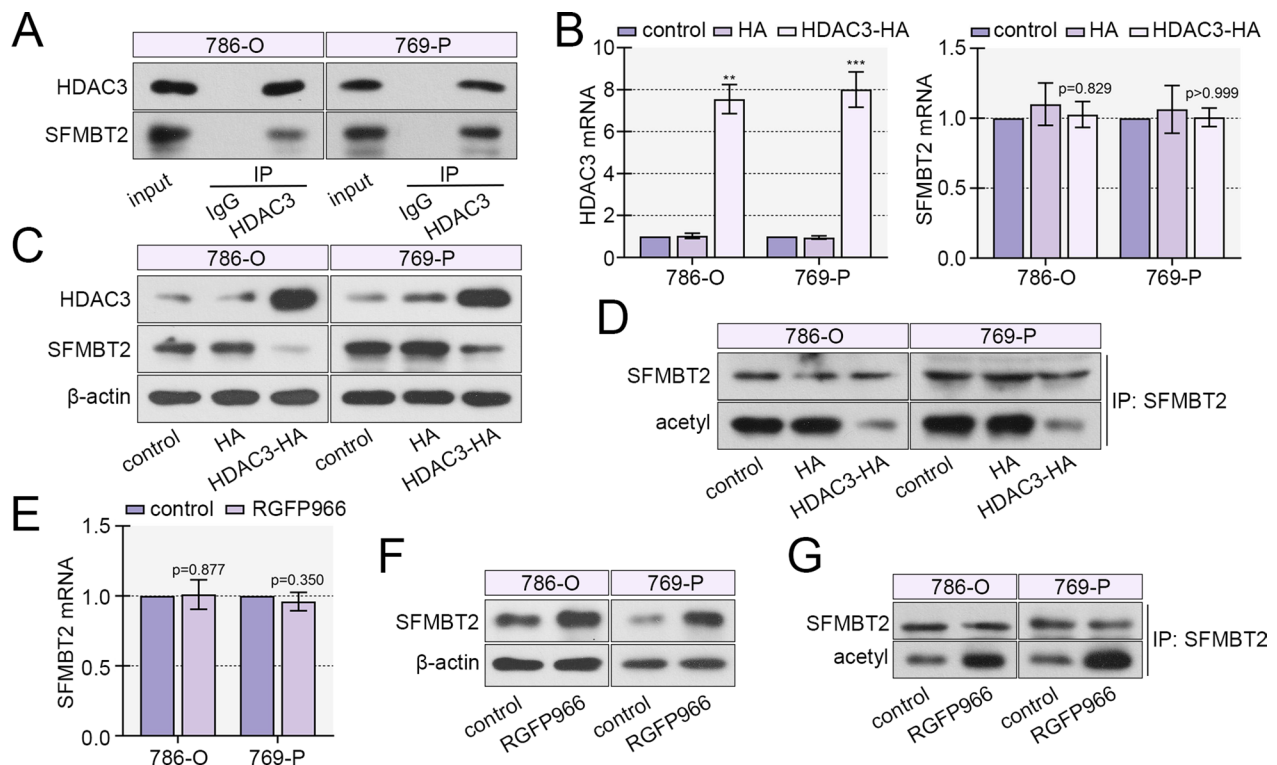 A
786-O 769-P
HDAC3
SFMBT2
input IgG HDAC3 input IgG HDAC3
IP IP
B
control HA HDAC3-HA
HDAC3 mRNA
10
8
6
4
2
0
** ***
786-O 769-P
control HA HDAC3-HA
SFMBT2 mRNA
1.5
1.0
0.5
0.0
p=0.829 p>0.999
786-O 769-P
C
786-O 769-P
HDAC3
SFMBT2
β-actin
control HA HDAC3-HA control HA HDAC3-HA
D
786-O 769-P
SFMBT2
acetyl
IP: SFMBT2
control HA HDAC3-HA control HA HDAC3-HA
E
control RGFP966
SFMBT2 mRNA
1.5
1.0
0.5
0.0
p=0.877 p=0.350
786-O 769-P
F
786-O 769-P
SFMBT2
β-actin
control RGFP966 control RGFP966
G
786-O 769-P
SFMBT2
acetyl
IP: SFMBT2
control RGFP966 control RGFP966